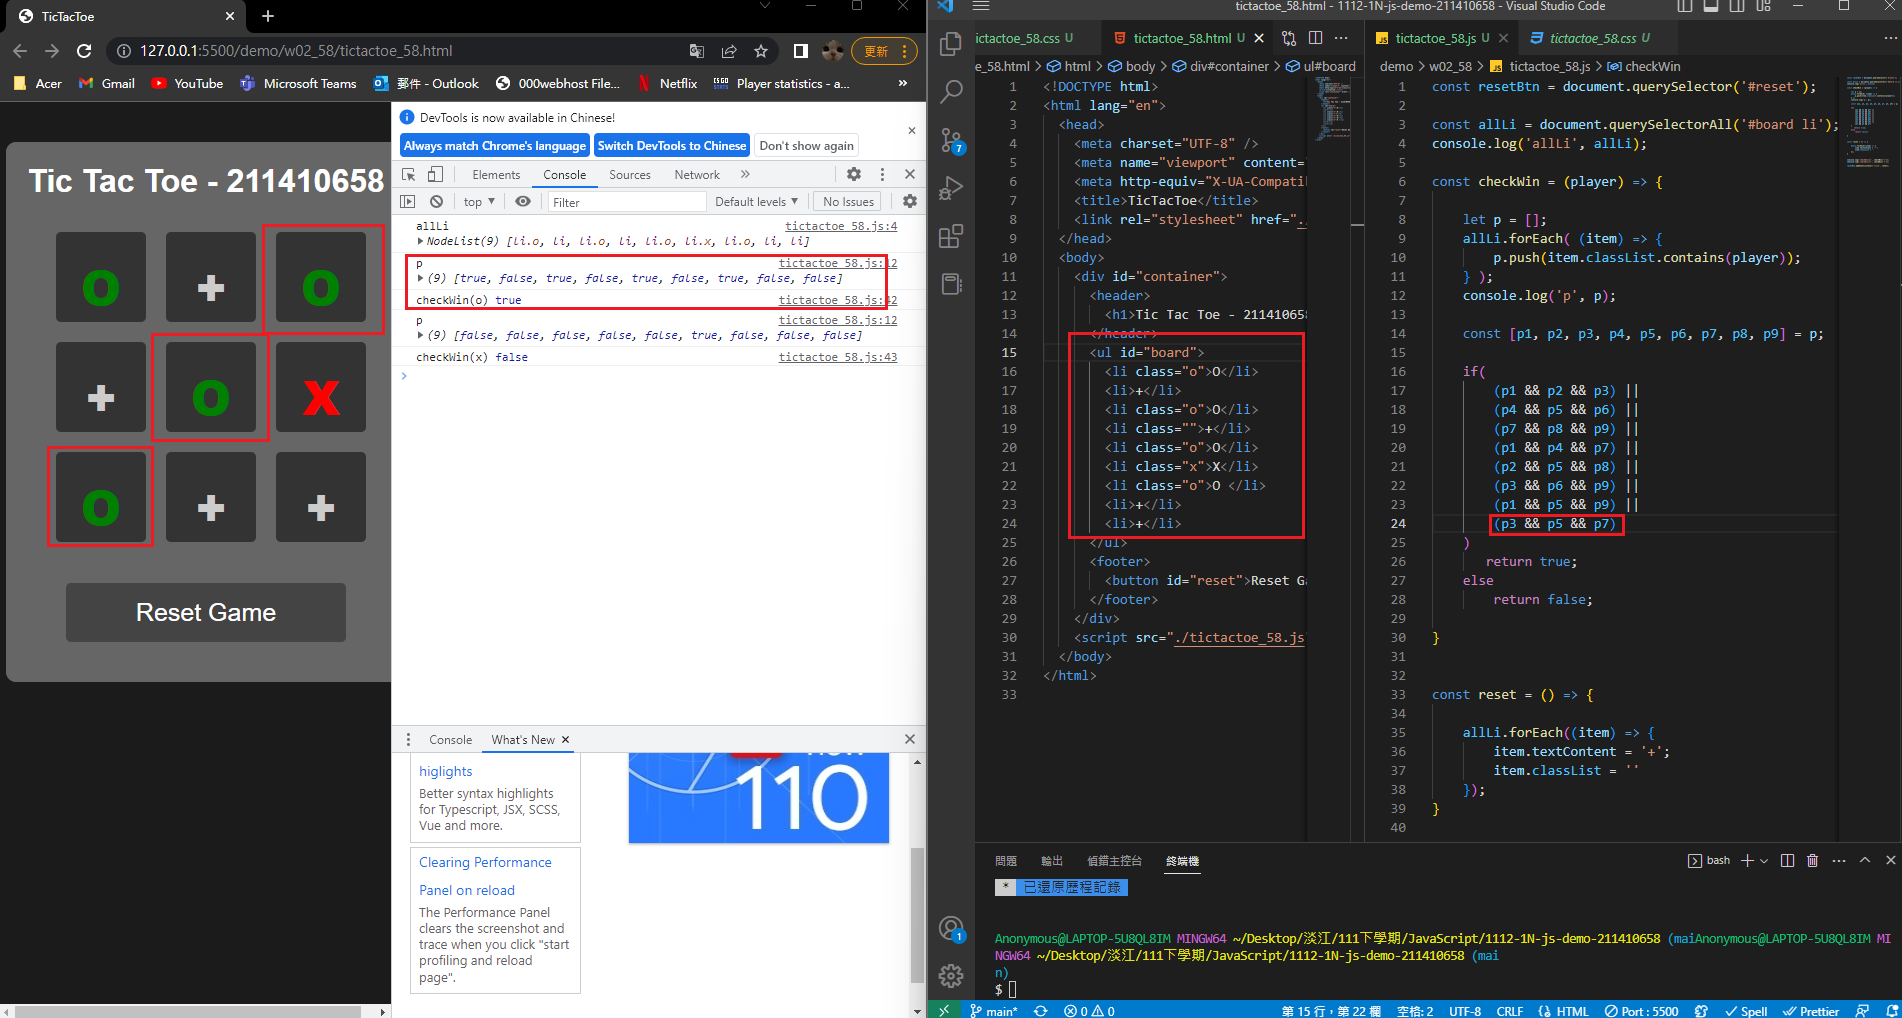 TicTacToe
127.0.0.1:5500/demo/w02_58/tictactoe_58.html
更新
Acer
Gmail
YouTube
Microsoft Teams
郵件 - Outlook
000webhost File...
Netflix
Player statistics - a...
»
Tic Tac Toe - 211410658
o + o
+ o x
o + +
Reset Game
DevTools is now available in Chinese!
Always match Chrome's language
Switch DevTools to Chinese
Don't show again
Elements
Console
Sources
Network
»
top ▼
Filter
Default levels ▼
No Issues
allLi tictactoe_58.js:4
▶ NodeList(9) [li.o, li, li.o, li, li.o, li.x, li.o, li, li]
p tictactoe_58.js:12
▶ (9) [true, false, true, false, true, false, true, false, false]
checkWin(o) true tictactoe_58.js:42
p tictactoe_58.js:12
▶ (9) [false, false, false, false, false, true, false, false, false]
checkWin(x) false tictactoe_58.js:43
>
Console
What's New
higlights
Better syntax highlights
for Typescript, JSX, SCSS,
Vue and more.
110
Clearing Performance
Panel on reload
The Performance Panel
clears the screenshot and
trace when you click "start
profiling and reload
page".
tictactoe_58.html - 1112-1N-js-demo-211410658 - Visual Studio Code
ictactoe_58.css U
tictactoe_58.html U
e_58.html > html > body > div#container > ul#board
1 <!DOCTYPE html>
2 <html lang="en">
3 <head>
4 <meta charset="UTF-8" />
5 <meta name="viewport" content="
6 <meta http-equiv="X-UA-Compatib
7 <title>TicTacToe</title>
8 <link rel="stylesheet" href="./
9 </head>
10 <body>
11 <div id="container">
12 <header>
13 <h1>Tic Tac Toe - 211410658
14 </header>
15 <ul id="board">
16 <li class="o">O</li>
17 <li>+</li>
18 <li class="o">O</li>
19 <li class="">+</li>
20 <li class="o">O</li>
21 <li class="x">X</li>
22 <li class="o">O </li>
23 <li>+</li>
24 <li>+</li>
25 </ul>
26 <footer>
27 <button id="reset">Reset Ga
28 </footer>
29 </div>
30 <script src="./tictactoe_58.js
31 </body>
32 </html>
33
tictactoe_58.js U
tictactoe_58.css U
demo > w02_58 > tictactoe_58.js > checkWin
1 const resetBtn = document.querySelector('#reset');
2
3 const allLi = document.querySelectorAll('#board li');
4 console.log('allLi', allLi);
5
6 const checkWin = (player) => {
7
8 let p = [];
9 allLi.forEach( (item) => {
10 p.push(item.classList.contains(player));
11 } );
12 console.log('p', p);
13
14 const [p1, p2, p3, p4, p5, p6, p7, p8, p9] = p;
15
16 if(
17 (p1 && p2 && p3) ||
18 (p4 && p5 && p6) ||
19 (p7 && p8 && p9) ||
20 (p1 && p4 && p7) ||
21 (p2 && p5 && p8) ||
22 (p3 && p6 && p9) ||
23 (p1 && p5 && p9) ||
24 (p3 && p5 && p7)
25 )
26 return true;
27 else
28 return false;
29
30 }
31
32
33 const reset = () => {
34
35 allLi.forEach((item) => {
36 item.textContent = '+';
37 item.classList = ''
38 });
39 }
40
7
1
問題
輸出
偵錯主控台
終端機
bash
* 已還原歷程記錄
Anonymous@LAPTOP-5U8QL8IM MINGW64 ~/Desktop/淡江/111下學期/JavaScript/1112-1N-js-demo-211410658 (maiAnonymous@LAPTOP-5U8QL8IM MI
NGW64 ~/Desktop/淡江/111下學期/JavaScript/1112-1N-js-demo-211410658 (mai
n)
$
main*
0
0
第 15 行，第 22 欄
空格: 2
UTF-8
CRLF
HTML
Port : 5500
Spell
Prettier